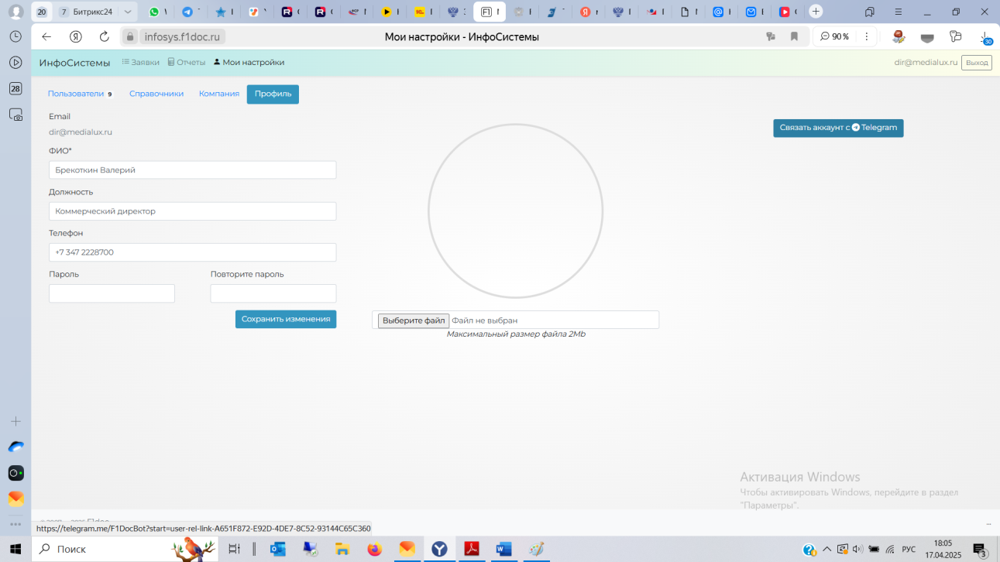 20
7 Битрикс24
infosys.f1doc.ru
Мои настройки - ИнфоСистемы
90 %
28
30
ИнфоСистемы
Заявки
Отчеты
Мои настройки
dir@medialux.ru
Выход
Пользователи 9
Справочники
Компания
Профиль
Email
dir@medialux.ru
ФИО*
Брекоткин Валерий
Должность
Коммерческий директор
Телефон
+7 347 2228700
Пароль
Повторите пароль
Сохранить изменения
Выберите файл
Файл не выбран
Максимальный размер файла 2Mb
Связать аккаунт с Telegram
Активация Windows
Чтобы активировать Windows, перейдите в раздел
"Параметры".
https://telegram.me/F1DocBot?start=user-rel-link-A651F872-E92D-4DE7-8C52-93144C65C360
Поиск
РУС
18:05
17.04.2025
3